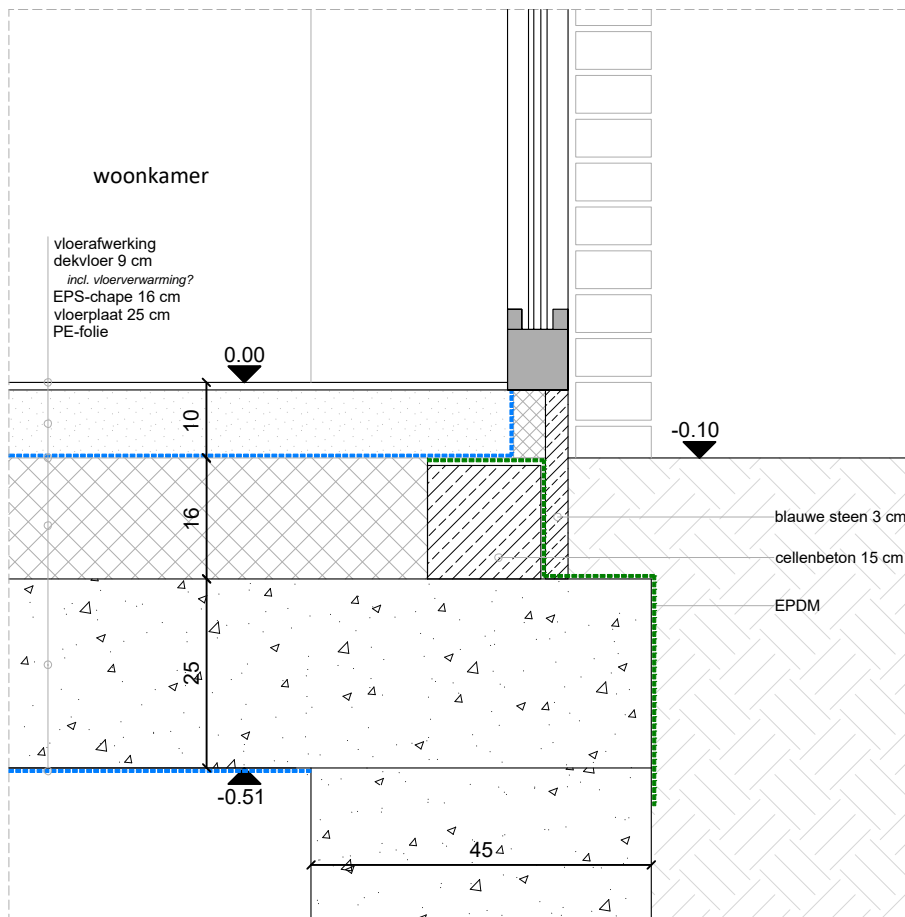 woonkamer
vloerafwerking
dekvloer 9 cm
incl. vloerverwarming?
EPS-chape 16 cm
vloerplaat 25 cm
PE-folie
0.00
10
-0.10
16
blauwe steen 3 cm
cellenbeton 15 cm
EPDM
25
-0.51
45